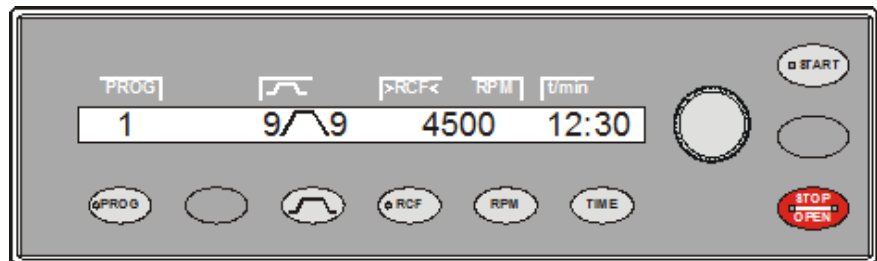 PROG >RCF< RPM t/min START
1 9 9 4500 12:30
PROG RCF RPM TIME STOP
OPEN